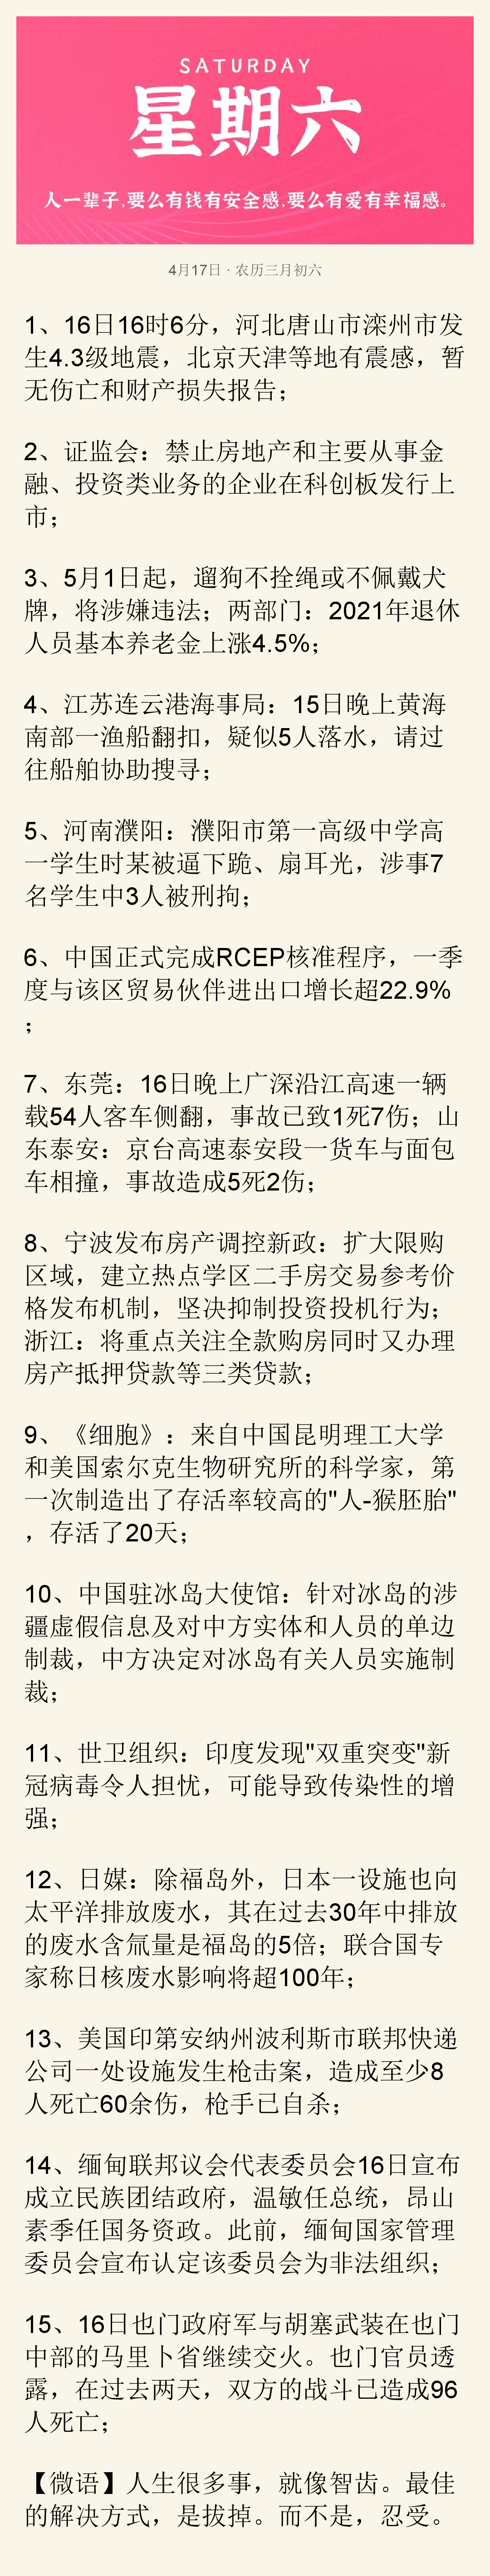 SATURDAY
星期六
人一辈子,要么有钱有安全感,要么有爱有幸福感。
4月17日 · 农历三月初六
1、16日16时6分，河北唐山市滦州市发
生4.3级地震，北京天津等地有震感，暂
无伤亡和财产损失报告；
2、证监会：禁止房地产和主要从事金
融、投资类业务的企业在科创板发行上
市；
3、5月1日起，遛狗不拴绳或不佩戴犬
牌，将涉嫌违法；两部门：2021年退休
人员基本养老金上涨4.5%；
4、江苏连云港海事局：15日晚上黄海
南部一渔船翻扣，疑似5人落水，请过
往船舶协助搜寻；
5、河南濮阳：濮阳市第一高级中学高
一学生时某被逼下跪、扇耳光，涉事7
名学生中3人被刑拘；
6、中国正式完成RCEP核准程序，一季
度与该区贸易伙伴进出口增长超22.9%
；
7、东莞：16日晚上广深沿江高速一辆
载54人客车侧翻，事故已致1死7伤；山
东泰安：京台高速泰安段一货车与面包
车相撞，事故造成5死2伤；
8、宁波发布房产调控新政：扩大限购
区域，建立热点学区二手房交易参考价
格发布机制，坚决抑制投资投机行为；
浙江：将重点关注全款购房同时又办理
房产抵押贷款等三类贷款；
9、《细胞》：来自中国昆明理工大学
和美国索尔克生物研究所的科学家，第
一次制造出了存活率较高的"人-猴胚胎"
，存活了20天；
10、中国驻冰岛大使馆：针对冰岛的涉
疆虚假信息及对中方实体和人员的单边
制裁，中方决定对冰岛有关人员实施制
裁；
11、世卫组织：印度发现"双重突变"新
冠病毒令人担忧，可能导致传染性的增
强；
12、日媒：除福岛外，日本一设施也向
太平洋排放废水，其在过去30年中排放
的废水含氚量是福岛的5倍；联合国专
家称日核废水影响将超100年；
13、美国印第安纳州波利斯市联邦快递
公司一处设施发生枪击案，造成至少8
人死亡60余伤，枪手已自杀；
14、缅甸联邦议会代表委员会16日宣布
成立民族团结政府，温敏任总统，昂山
素季任国务资政。此前，缅甸国家管理
委员会宣布认定该委员会为非法组织；
15、16日也门政府军与胡塞武装在也门
中部的马里卜省继续交火。也门官员透
露，在过去两天，双方的战斗已造成96
人死亡；
【微语】人生很多事，就像智齿。最佳
的解决方式，是拔掉。而不是，忍受。